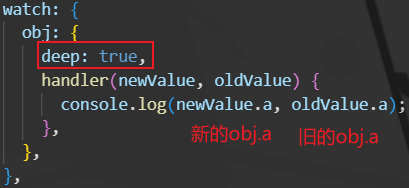 watch: {
obj: {
deep: true,
handler(newValue, oldValue) {
console.log(newValue.a, oldValue.a);
}, 新的obj.a 旧的obj.a
},
},